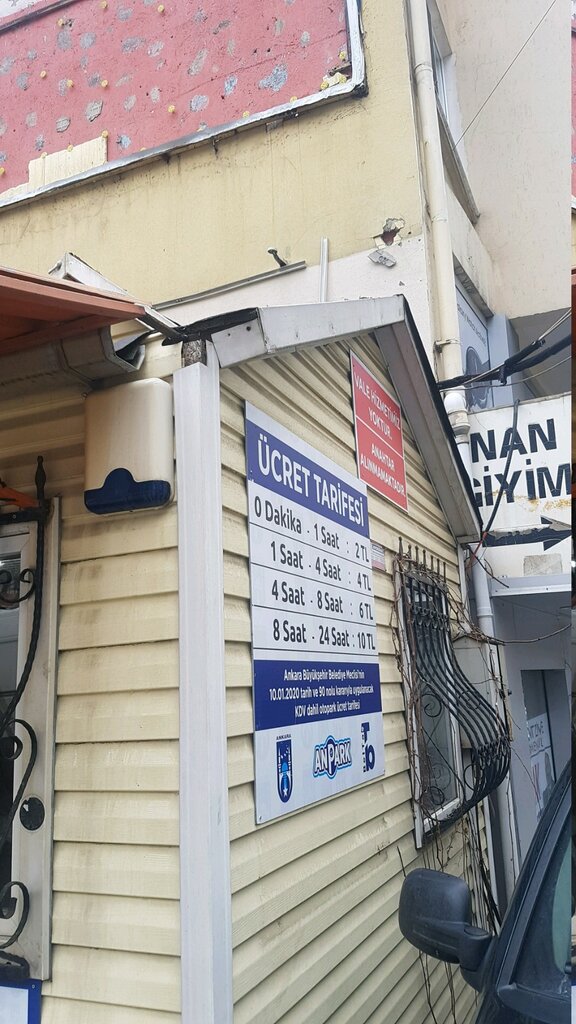 VALE HİZMETİMİZ
YOKTUR.
ANAHTAR
ALINMAMAKTADIR
ÜCRET TARİFESİ
0 Dakika - 1 Saat : 2 TL
1 Saat - 4 Saat : 4 TL
4 Saat - 8 Saat : 6 TL
8 Saat - 24 Saat : 10 TL
Ankara Büyükşehir Belediye Meclisi'nin
10.01.2020 tarih ve 90 nolu kararıyla uygulanacak
KDV dahil otopark ücret tarifesi
ANKARA
ANPARK
NAN
GİYİM